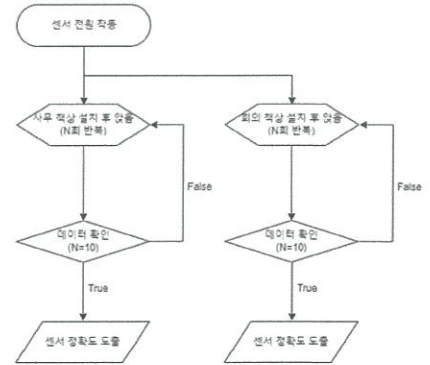 센서 전원 작동
사무 책상 설치 후 앉음
(N회 반복)
회의 책상 설치 후 앉음
(N회 반복)
False
False
데이터 확인
(N=10)
데이터 확인
(N=10)
True
True
센서 정확도 도출
센서 정확도 도출